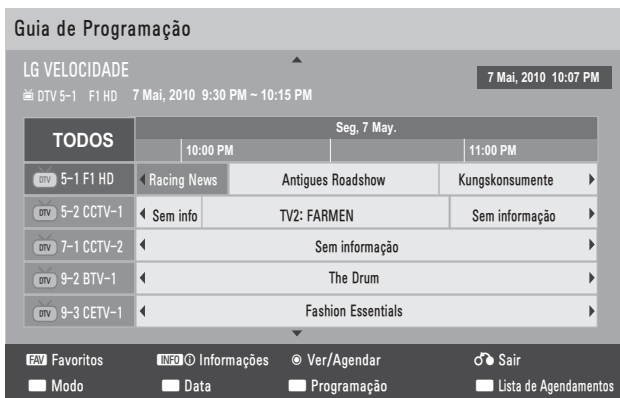 Guia de Programação
LG VELOCIDADE
7 Mai, 2010 10:07 PM
DTV 5-1 F1 HD 7 Mai, 2010 9:30 PM ~ 10:15 PM
TODOS
Seg, 7 May.
10:00 PM 11:00 PM
DTV 5-1 F1 HD Racing News Antigues Roadshow Kungskonsumente
DTV 5-2 CCTV-1 Sem info TV2: FARMEN Sem informação
DTV 7-1 CCTV-2 Sem informação
DTV 9-2 BTV-1 The Drum
DTV 9-3 CETV-1 Fashion Essentials
FAV Favoritos INFO Informações Ver/Agendar Sair
Modo Data Programação Lista de Agendamentos